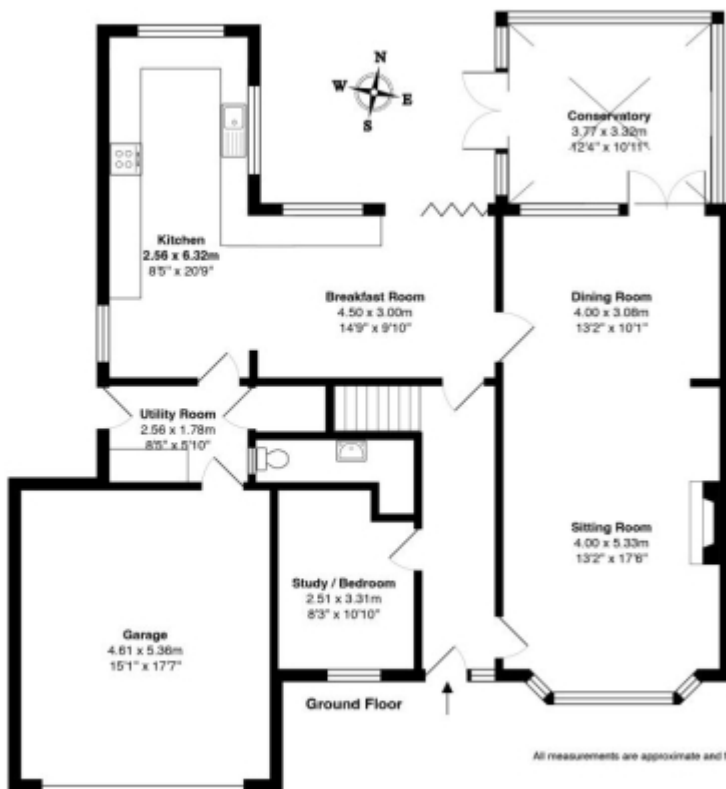 N
W
E
S
Conservatory
3.77 x 3.32m
12'4" x 10'11"
Kitchen
2.56 x 6.32m
8'5" x 20'9"
Breakfast Room
4.50 x 3.00m
14'9" x 9'10"
Dining Room
4.00 x 3.08m
13'2" x 10'1"
Utility Room
2.56 x 1.78m
8'5" x 5'10"
Sitting Room
4.00 x 5.33m
13'2" x 17'6"
Study / Bedroom
2.51 x 3.31m
8'3" x 10'10"
Garage
4.61 x 5.36m
15'1" x 17'7"
Ground Floor
All measurements are approximate and